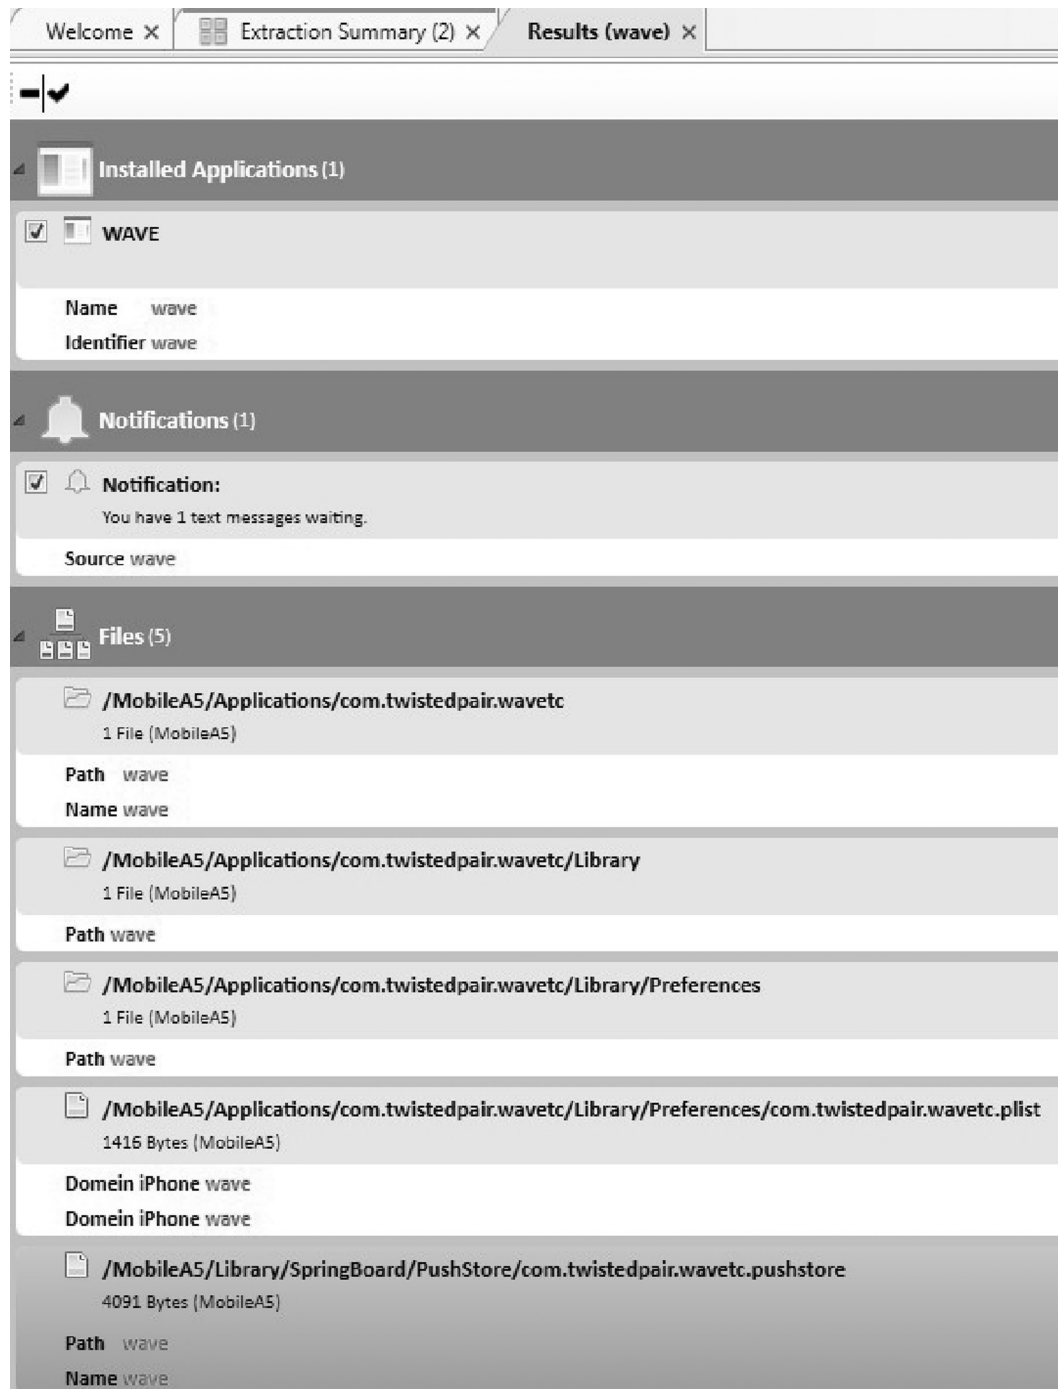 Welcome × Extraction Summary (2) × Results (wave) ×
Installed Applications (1)
WAVE
Name wave
Identifier wave
Notifications (1)
Notification:
You have 1 text messages waiting.
Source wave
Files (5)
/MobileA5/Applications/com.twistedpair.wavetc
1 File (MobileA5)
Path wave
Name wave
/MobileA5/Applications/com.twistedpair.wavetc/Library
1 File (MobileA5)
Path wave
/MobileA5/Applications/com.twistedpair.wavetc/Library/Preferences
1 File (MobileA5)
Path wave
/MobileA5/Applications/com.twistedpair.wavetc/Library/Preferences/com.twistedpair.wavetc.plist
1416 Bytes (MobileA5)
Domein iPhone wave
Domein iPhone wave
/MobileA5/Library/SpringBoard/PushStore/com.twistedpair.wavetc.pushstore
4091 Bytes (MobileA5)
Path wave
Name wave